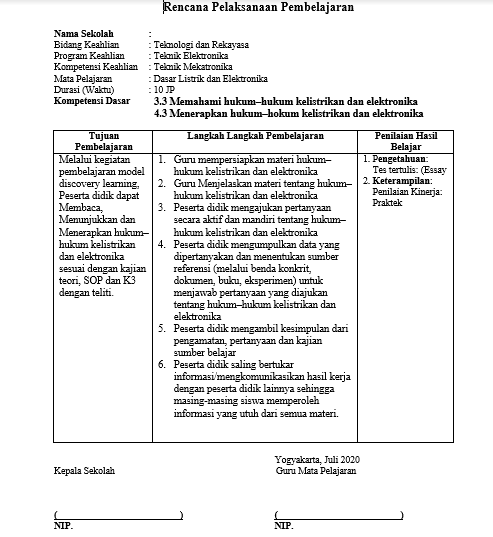 Rencana Pelaksanaan Pembelajaran
Nama Sekolah :
Bidang Keahlian : Teknologi dan Rekayasa
Program Keahlian : Teknik Elektronika
Kompetensi Keahlian : Teknik Mekatronika
Mata Pelajaran : Dasar Listrik dan Elektronika
Durasi (Waktu) : 10 JP
Kompetensi Dasar 3.3 Memahami hukum–hukum kelistrikan dan elektronika
4.3 Menerapkan hukum–hokum kelistrikan dan elektronika
Tujuan
Pembelajaran
Melalui kegiatan
pembelajaran model
discovery learning,
Peserta didik dapat
Membaca,
Menunjukkan dan
Menerapkan hukum–
hukum kelistrikan
dan elektronika
sesuai dengan kajian
teori, SOP dan K3
dengan teliti.
Langkah Langkah Pembelajaran
1. Guru mempersiapkan materi hukum–
hukum kelistrikan dan elektronika
2. Guru Menjelaskan materi tentang hukum–
hukum kelistrikan dan elektronika
3. Peserta didik mengajukan pertanyaan
secara aktif dan mandiri tentang hukum–
hukum kelistrikan dan elektronika
4. Peserta didik mengumpulkan data yang
dipertanyakan dan menentukan sumber
referensi (melalui benda konkrit,
dokumen, buku, eksperimen) untuk
menjawab pertanyaan yang diajukan
tentang hukum–hukum kelistrikan dan
elektronika
5. Peserta didik mengambil kesimpulan dari
pengamatan, pertanyaan dan kajian
sumber belajar
6. Peserta didik saling bertukar
informasi/mengkomunikasikan hasil kerja
dengan peserta didik lainnya sehingga
masing-masing siswa memperoleh
informasi yang utuh dari semua materi.
Penilaian Hasil
Belajar
1. Pengetahuan:
Tes tertulis: (Essay
2. Keterampilan:
Penilaian Kinerja:
Praktek
Yogyakarta, Juli 2020
Kepala Sekolah Guru Mata Pelajaran
(____________________) (____________________)
NIP. NIP.